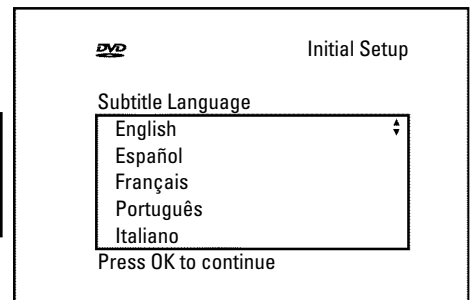 DVD
Initial Setup
Subtitle Language
English
Español
Français
Português
Italiano
Press OK to continue